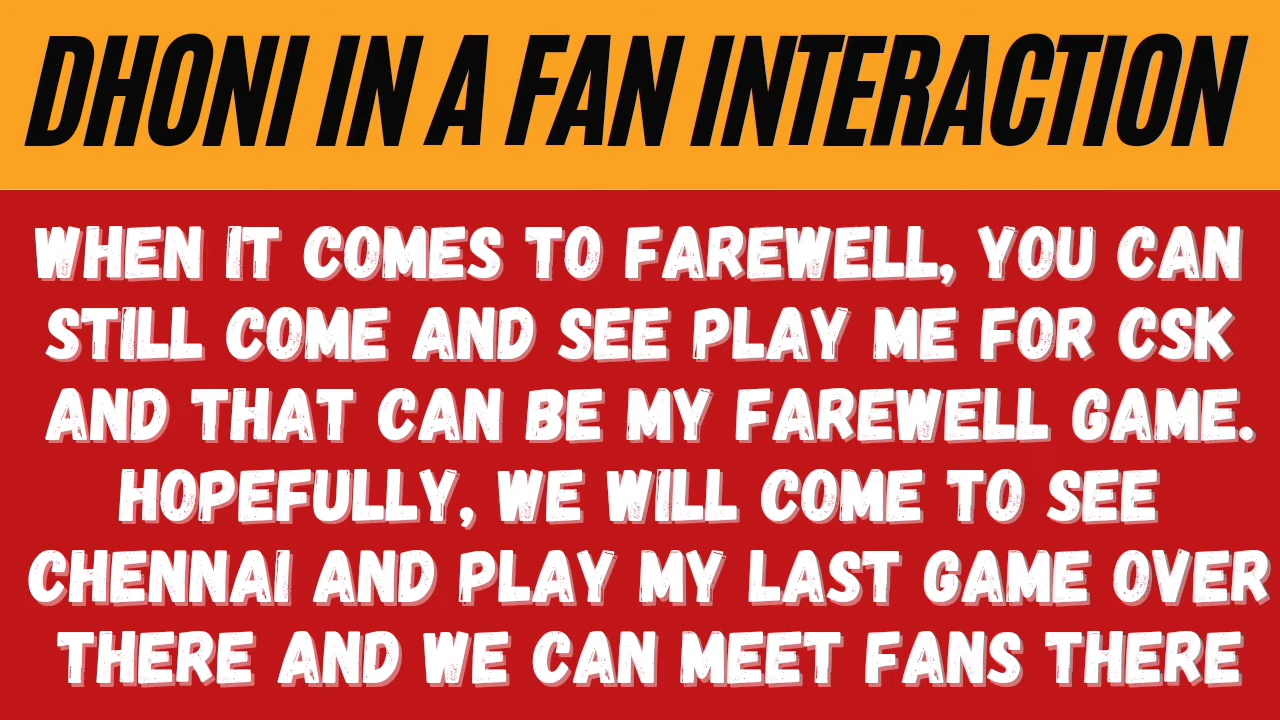 DHONI IN A FAN INTERACTION
WHEN IT COMES TO FAREWELL, YOU CAN
STILL COME AND SEE PLAY ME FOR CSK
AND THAT CAN BE MY FAREWELL GAME.
HOPEFULLY, WE WILL COME TO SEE
CHENNAI AND PLAY MY LAST GAME OVER
THERE AND WE CAN MEET FANS THERE